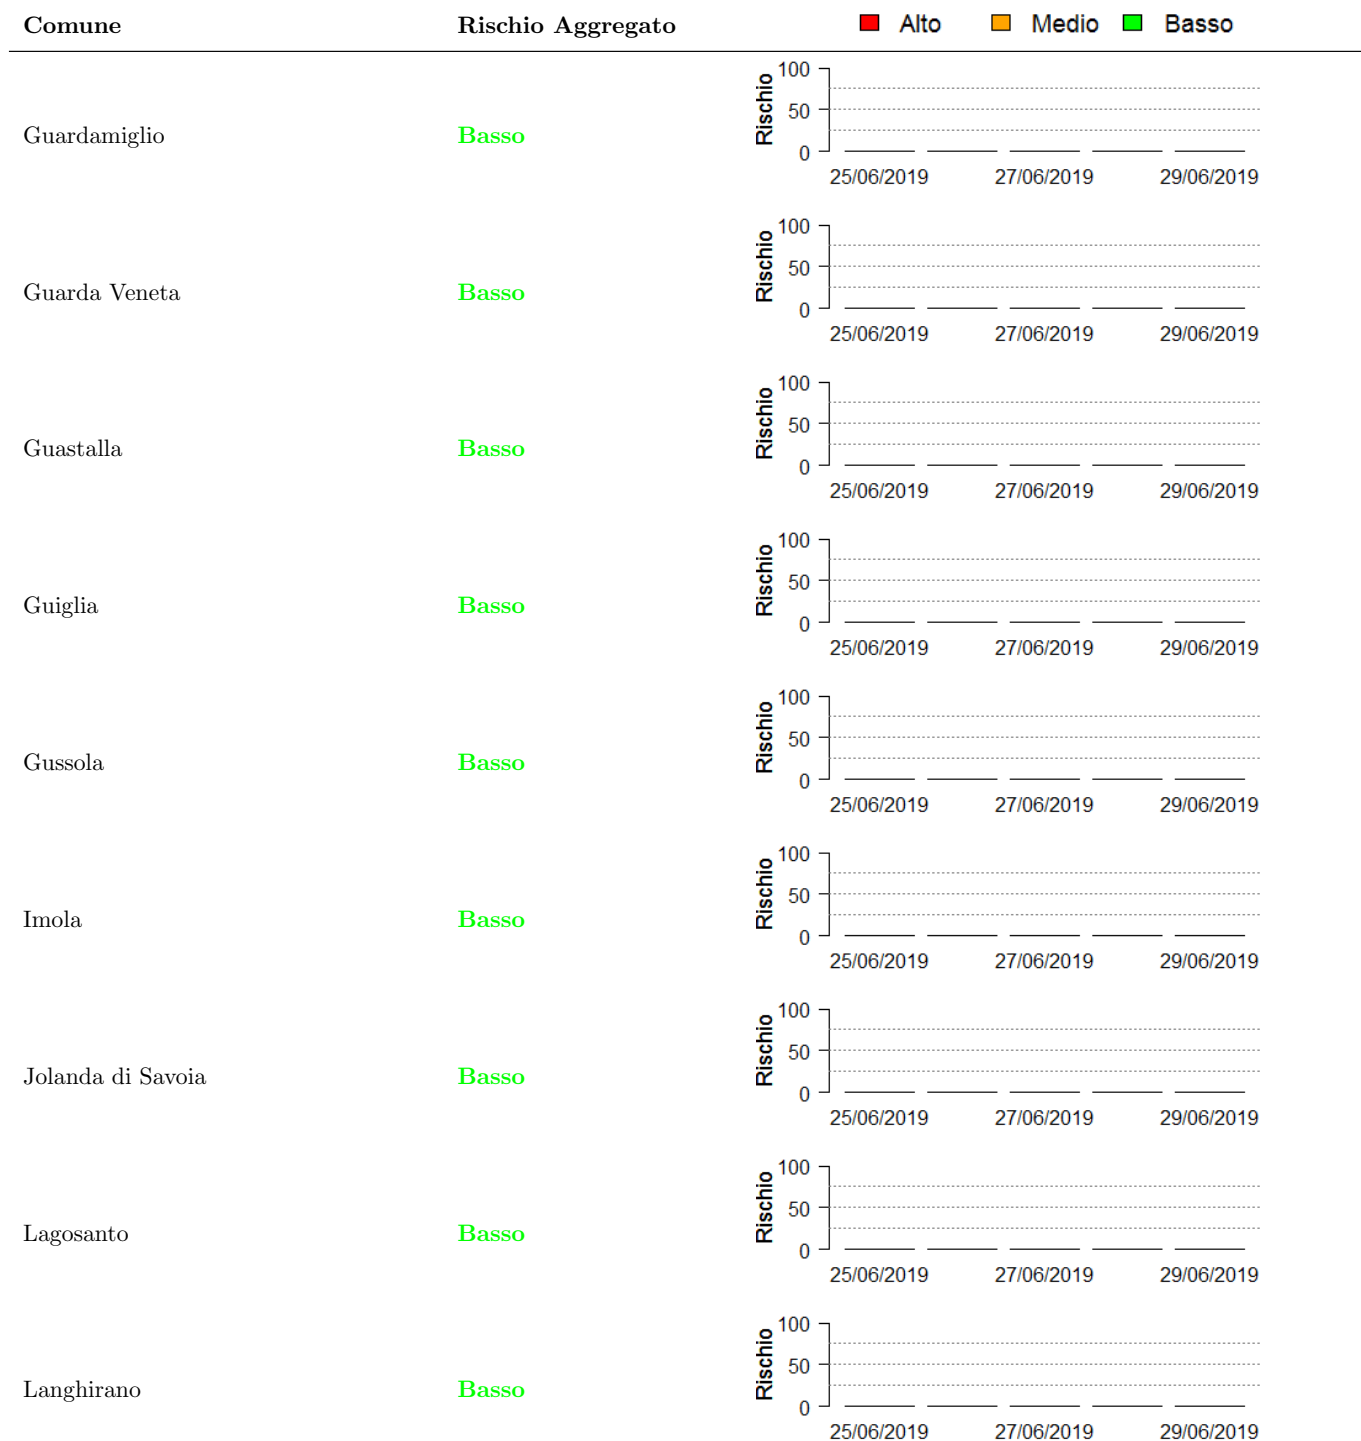 Comune Rischio Aggregato Alto Medio Basso
100
50
0
Rischio
Guardamiglio Basso
25/06/2019 27/06/2019 29/06/2019
100
50
0
Rischio
Guarda Veneta Basso
25/06/2019 27/06/2019 29/06/2019
100
50
0
Rischio
Guastalla Basso
25/06/2019 27/06/2019 29/06/2019
100
50
0
Rischio
Guiglia Basso
25/06/2019 27/06/2019 29/06/2019
100
50
0
Rischio
Gussola Basso
25/06/2019 27/06/2019 29/06/2019
100
50
0
Rischio
Imola Basso
25/06/2019 27/06/2019 29/06/2019
100
50
0
Rischio
Jolanda di Savoia Basso
25/06/2019 27/06/2019 29/06/2019
100
50
0
Rischio
Lagosanto Basso
25/06/2019 27/06/2019 29/06/2019
100
50
0
Rischio
Langhirano Basso
25/06/2019 27/06/2019 29/06/2019